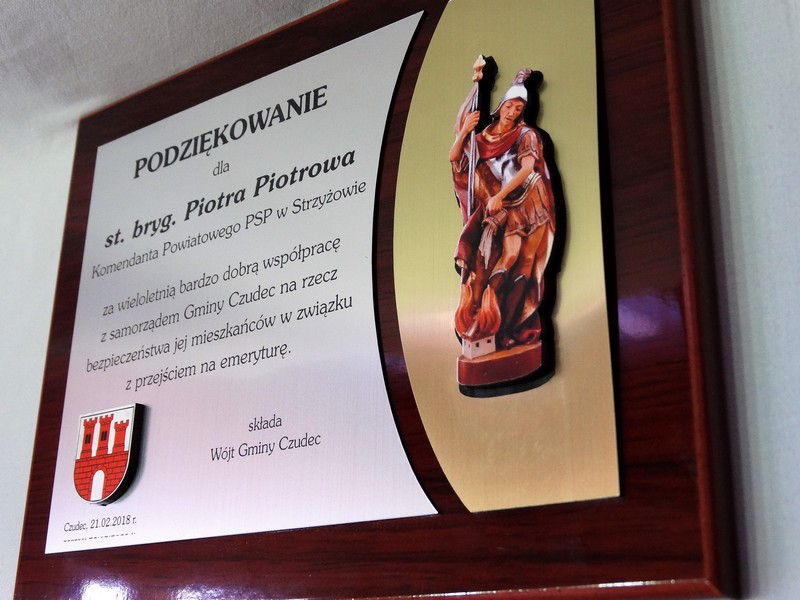 PODZIĘKOWANIE
dla
st. bryg. Piotra Piotrowa
Komendanta Powiatowego PSP w Strzyżowie
za wieloletnią bardzo dobrą współpracę
z samorządem Gminy Czudec na rzecz
bezpieczeństwa jej mieszkańców w związku
z przejściem na emeryturę.
składa
Wójt Gminy Czudec
Czudec, 21.02.2018 r.